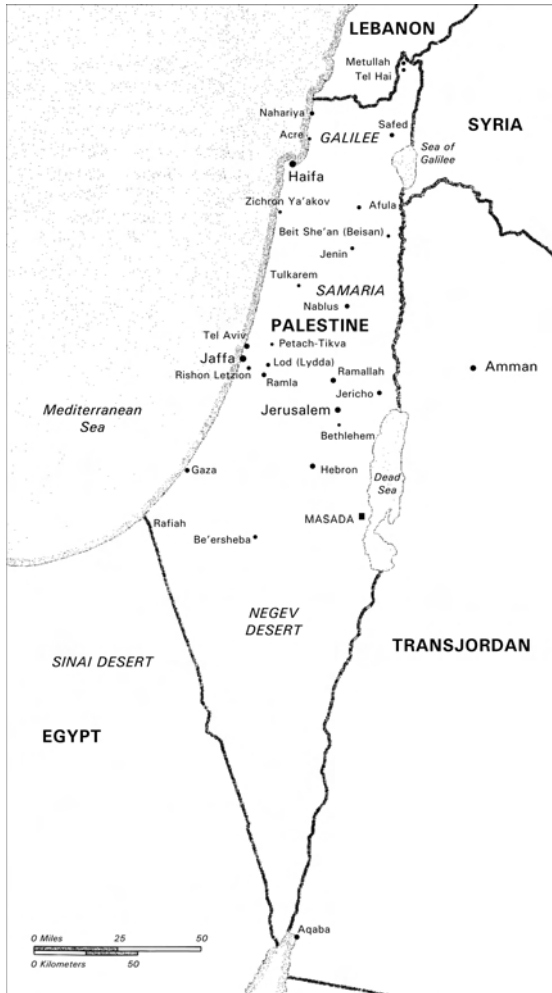 LEBANON
Metullah
Tel Hai
Nahariya
Acre
GALILEE
Safed
SYRIA
Sea of
Galilee
Haifa
Zichron Ya'akov
Afula
Beit She'an (Beisan)
Jenin
Tulkarem
SAMARIA
Nablus
PALESTINE
Tel Aviv
Petach-Tikva
Jaffa
Lod (Lydda)
Rishon Letzion
Ramla
Ramallah
Amman
Jericho
Mediterranean
Sea
Jerusalem
Bethlehem
Gaza
Hebron
Dead
Sea
MASADA
Rafiah
Be'ersheba
NEGEV
DESERT
SINAI DESERT
TRANSJORDAN
EGYPT
Aqaba
0 Miles 25 50
0 Kilometers 50